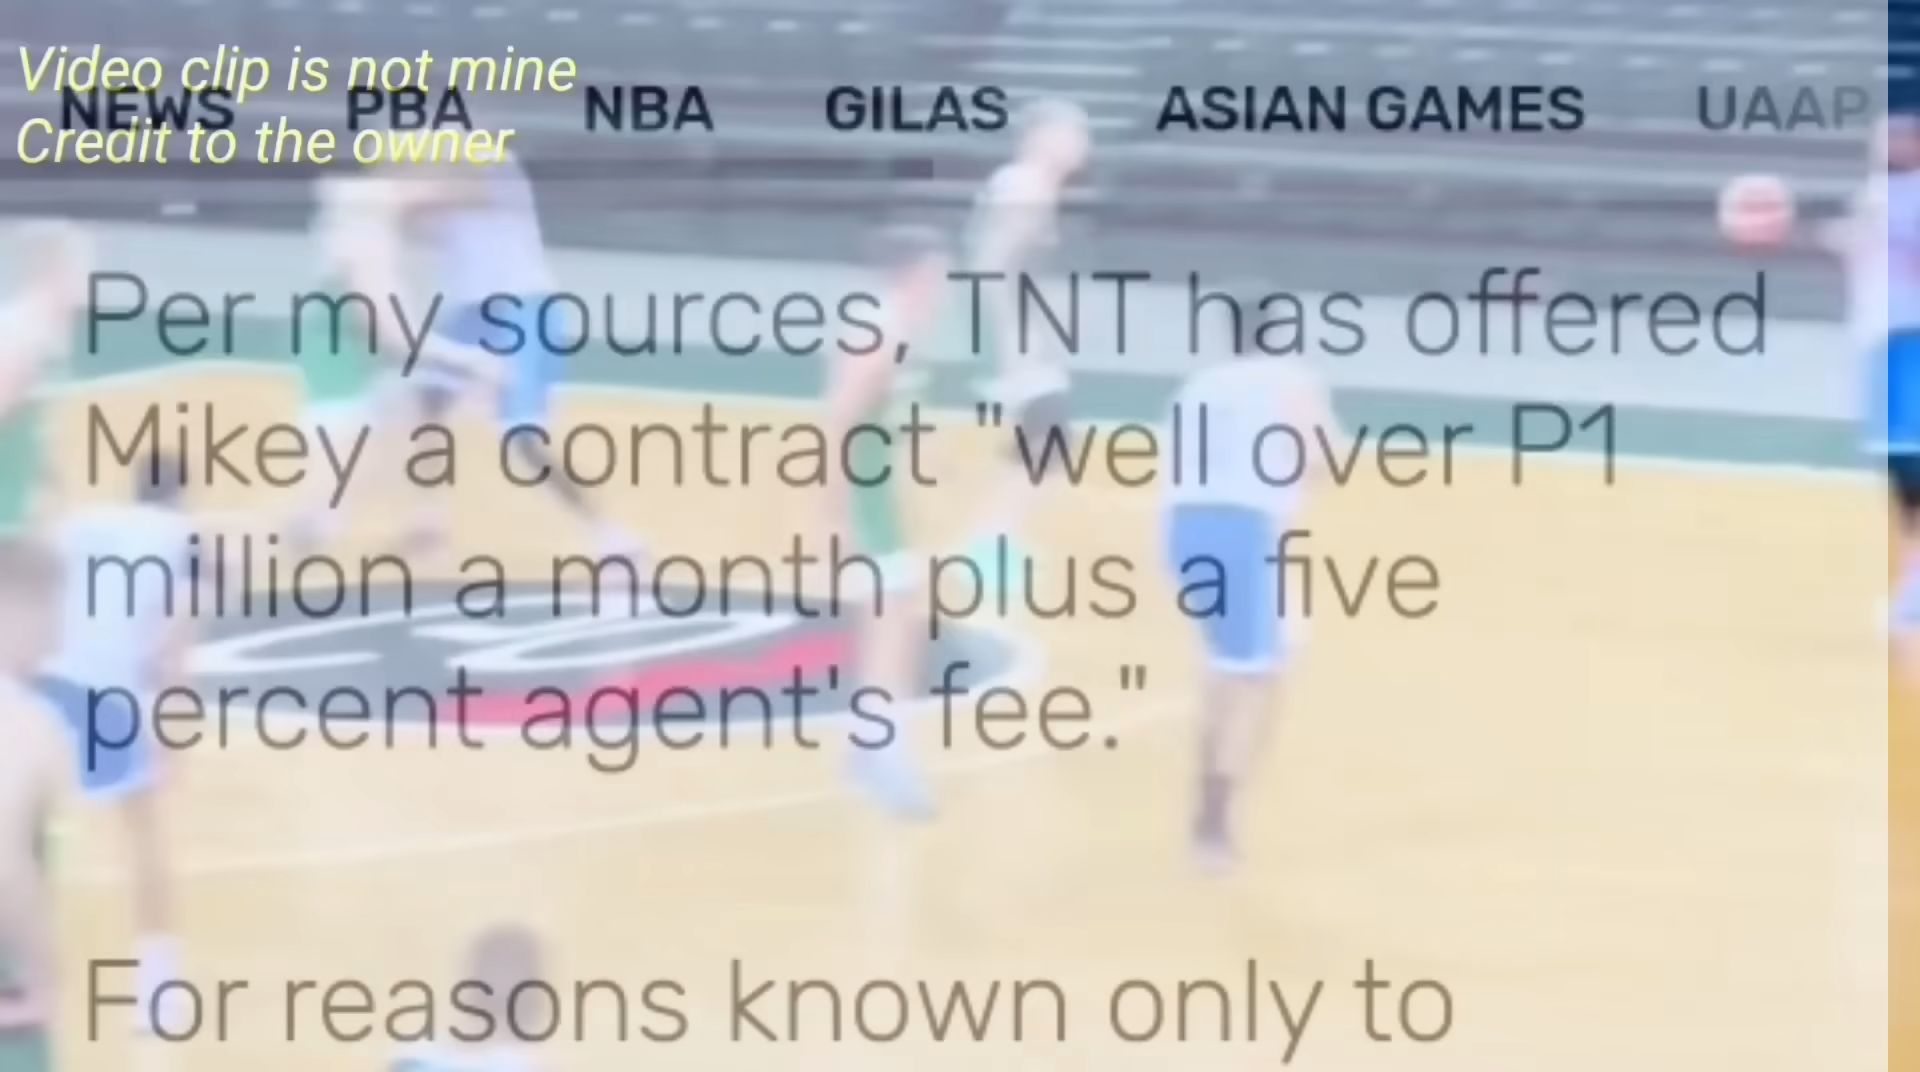 Video clip is not mine
Credit to the owner
NEWS PBA NBA GILAS ASIAN GAMES UAAP
Per my sources, TNT has offered
Mikey a contract "well over P1
million a month plus a five
percent agent's fee."
For reasons known only to